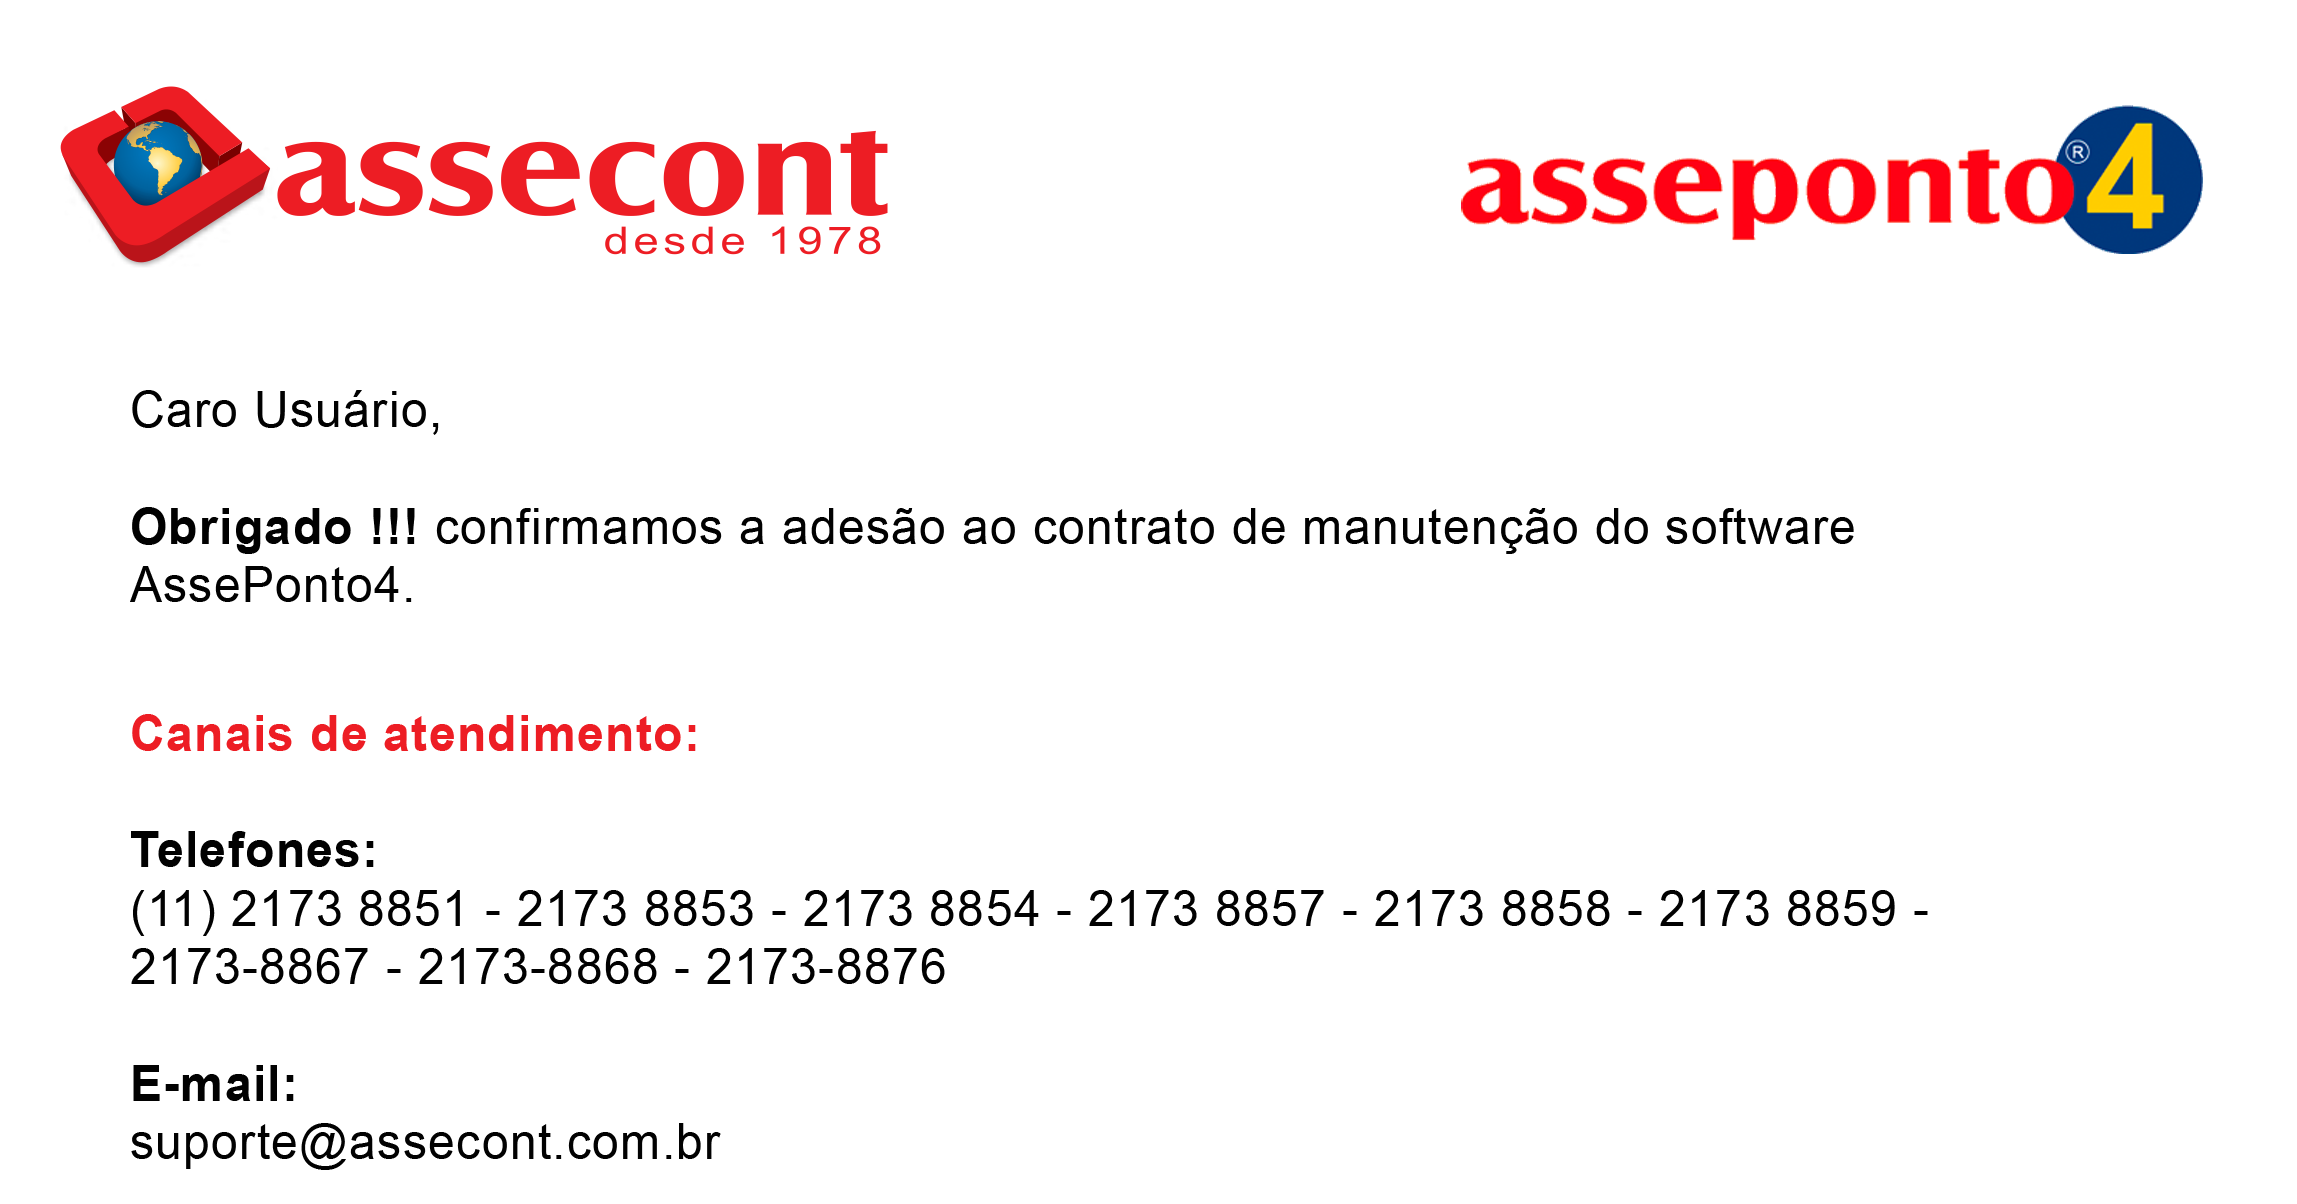 assecont
desde 1978
asseponto®4
Caro Usuário,
Obrigado !!! confirmamos a adesão ao contrato de manutenção do software
AssePonto4.
Canais de atendimento:
Telefones:
(11) 2173 8851 - 2173 8853 - 2173 8854 - 2173 8857 - 2173 8858 - 2173 8859 -
2173-8867 - 2173-8868 - 2173-8876
E-mail:
suporte@assecont.com.br